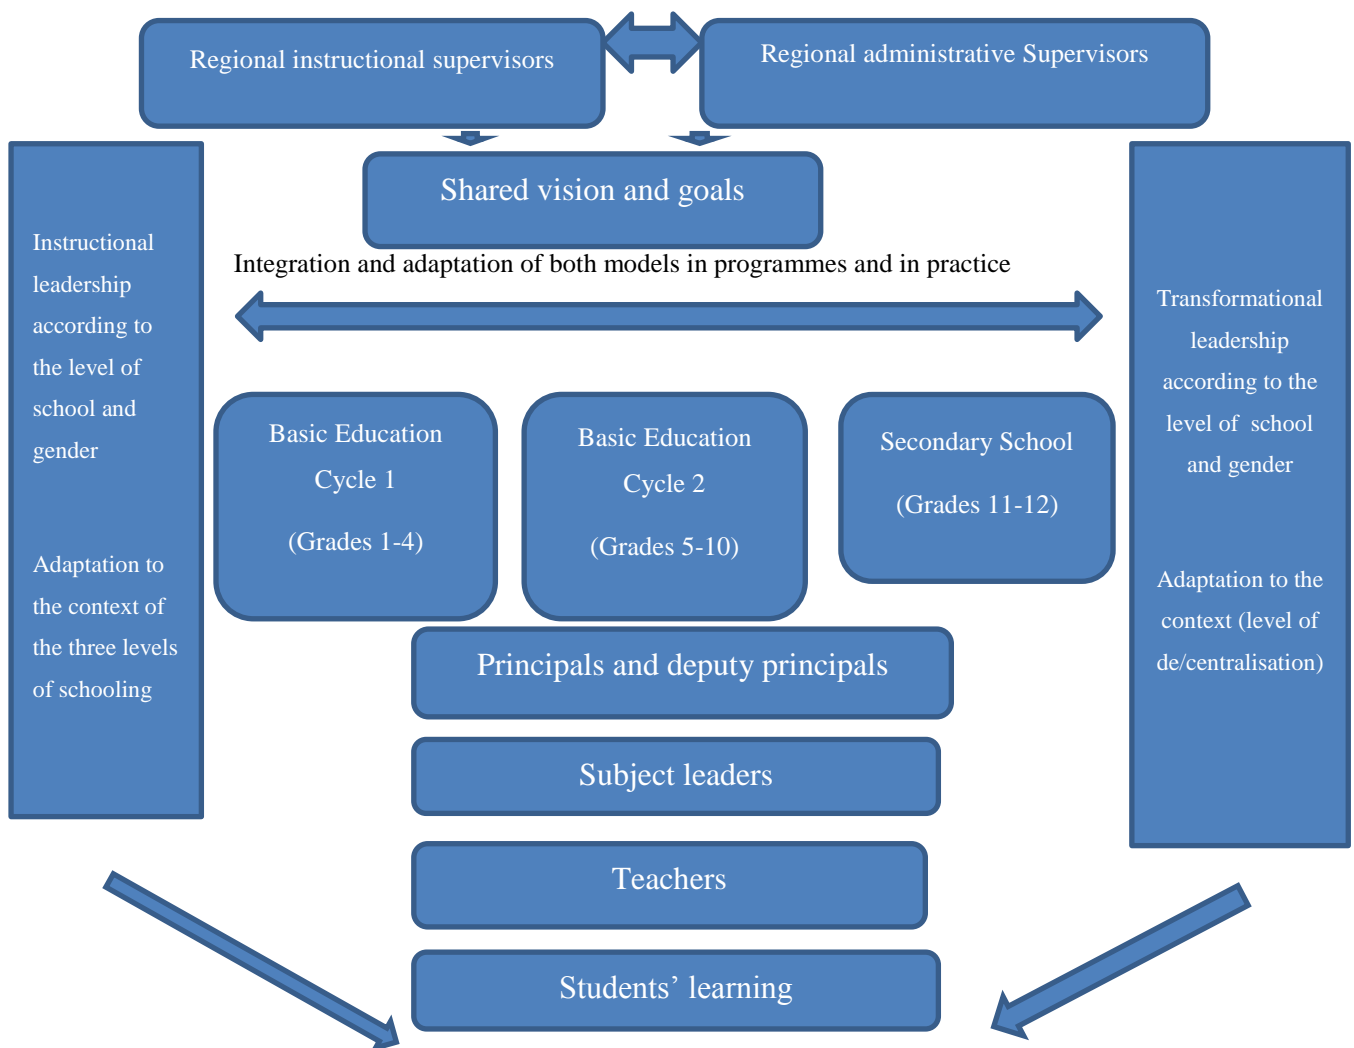 Regional instructional supervisors
Regional administrative Supervisors
Shared vision and goals
Integration and adaptation of both models in programmes and in practice
Instructional
leadership
according to
the level of
school and
gender
Adaptation to
the context of
the three levels
of schooling
Basic Education
Cycle 1
(Grades 1-4)
Basic Education
Cycle 2
(Grades 5-10)
Secondary School
(Grades 11-12)
Transformational
leadership
according to the
level of  school
and gender
Adaptation to the
context (level of
de/centralisation)
Principals and deputy principals
Subject leaders
Teachers
Students’ learning